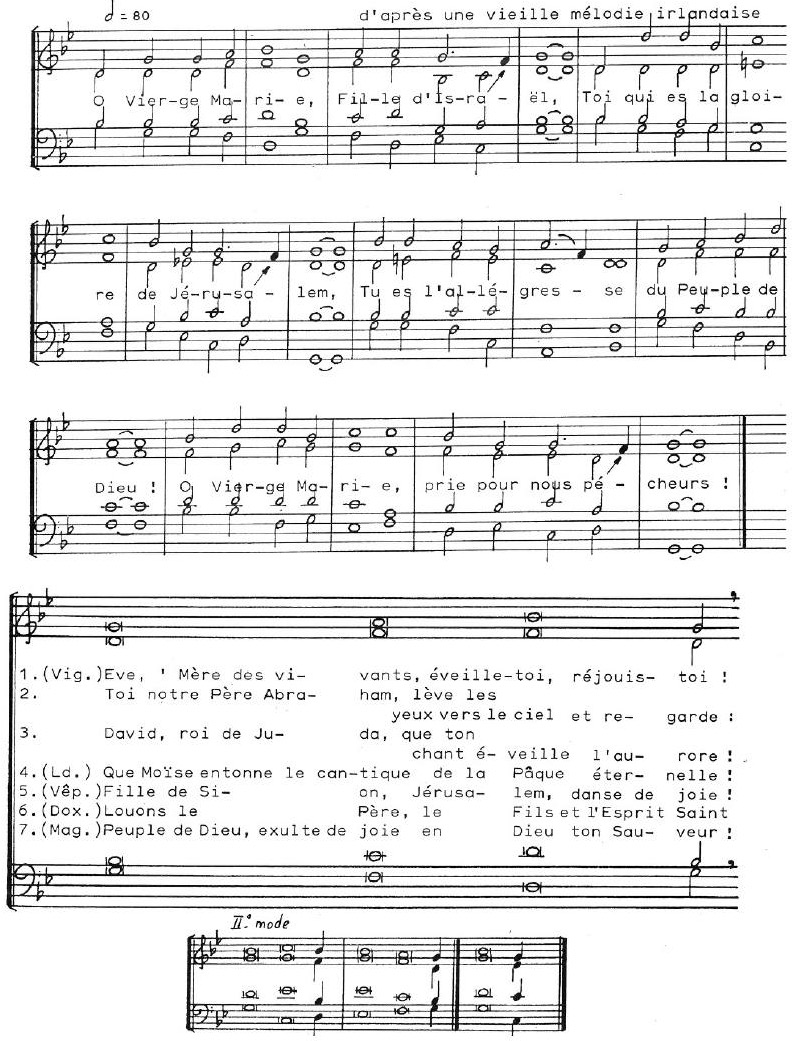 𝅗𝅥 = 80 d'après une vieille mélodie irlandaise
O Vier-ge Ma- ri- e, Fil-le d'Is-ra - ël, Toi qui es la gloi-
re de Jé-ru-sa - lem, Tu es l'al-lé- gres - se du Peu-ple de
Dieu ! O Vier-ge Ma- ri- e, prie pour nous pé - cheurs !
1.(Vig.)Eve, ' Mère des vi- vants, éveille-toi, réjouis- toi !
2. Toi notre Père Abra- ham, lève les
yeux vers le ciel et re- garde :
3. David, roi de Ju- da, que ton
chant é- veille l'au- rore !
4.(Ld.) Que Moïse entonne le can-tique de la Pâque éter- nelle !
5.(Vêp.)Fille de Si- on, Jérusa- lem, danse de joie !
6.(Dox.)Louons le Père, le Fils et l'Esprit Saint
7.(Mag.)Peuple de Dieu, exulte de joie en Dieu ton Sau- veur !
II.e mode